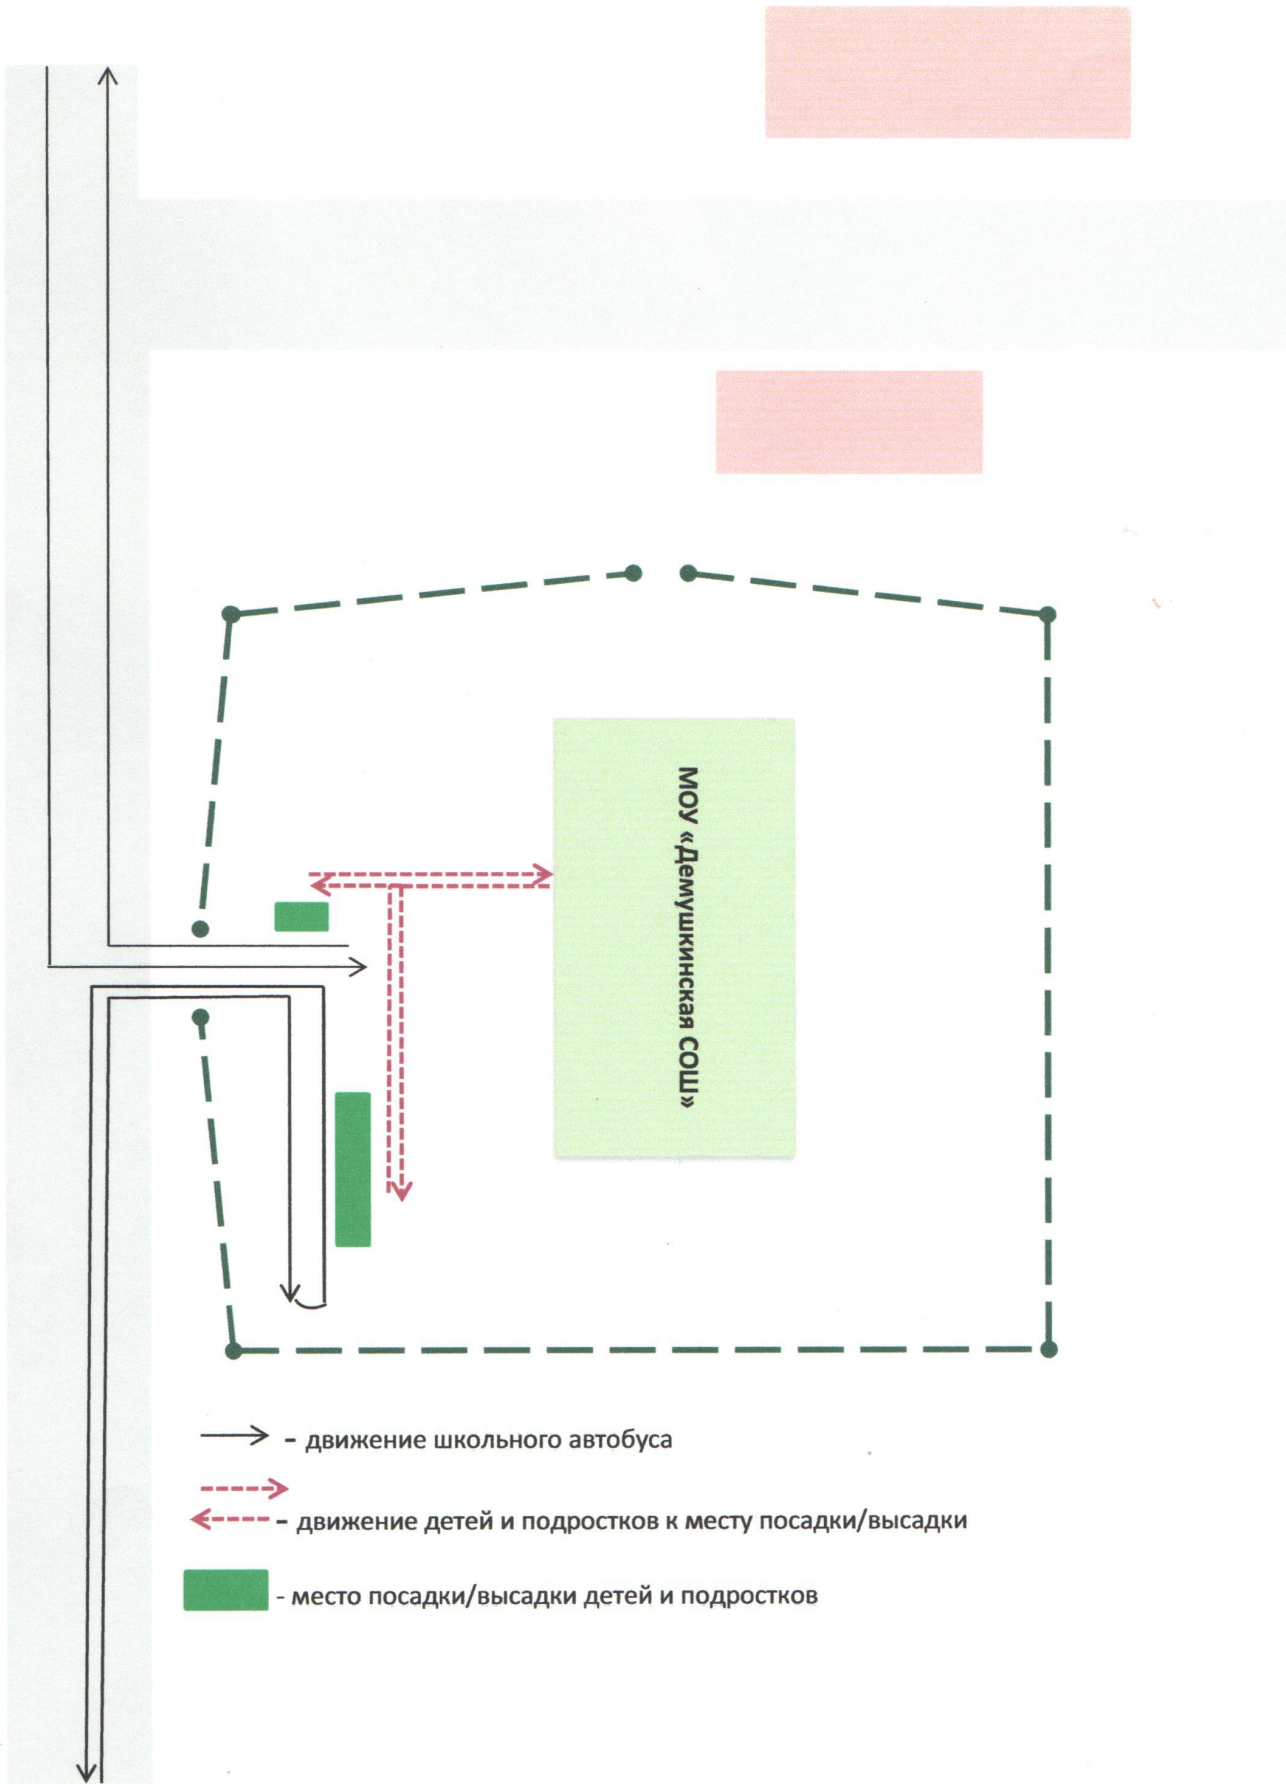 МОУ «Демушкинская СОШ»
- движение школьного автобуса
- движение детей и подростков к месту посадки/высадки
- место посадки/высадки детей и подростков